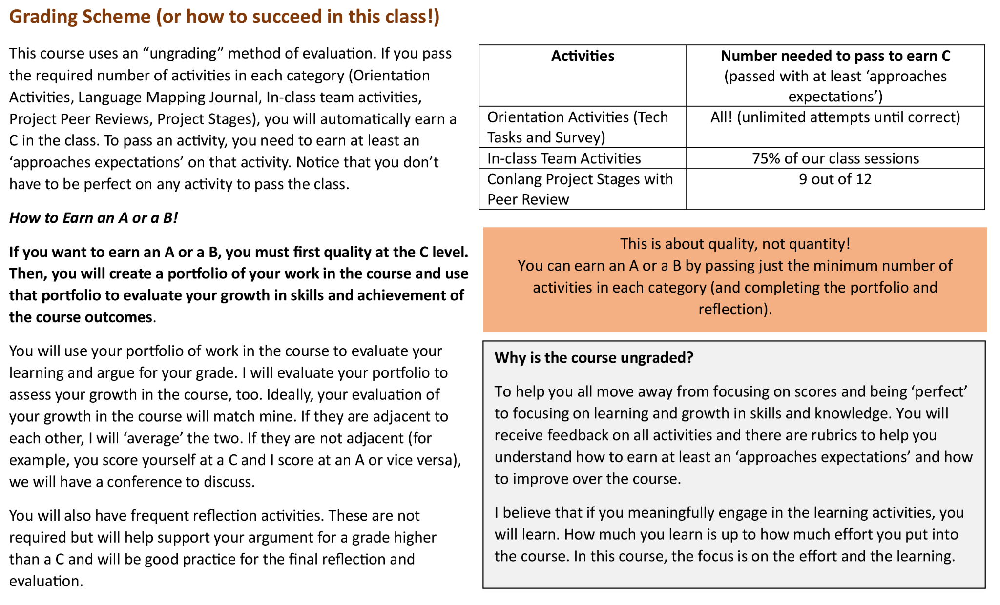 Grading Scheme (or how to succeed in this class!)
This course uses an “ungrading” method of evaluation. If you pass
the required number of activities in each category (Orientation
Activities, Language Mapping Journal, In-class team activities,
Project Peer Reviews, Project Stages), you will automatically earn a
C in the class. To pass an activity, you need to earn at least an
‘approaches expectations’ on that activity. Notice that you don’t
have to be perfect on any activity to pass the class.
How to Earn an A or a B!
If you want to earn an A or a B, you must first quality at the C level.
Then, you will create a portfolio of your work in the course and use
that portfolio to evaluate your growth in skills and achievement of
the course outcomes.
You will use your portfolio of work in the course to evaluate your
learning and argue for your grade. I will evaluate your portfolio to
assess your growth in the course, too. Ideally, your evaluation of
your growth in the course will match mine. If they are adjacent to
each other, I will ‘average’ the two. If they are not adjacent (for
example, you score yourself at a C and I score at an A or vice versa),
we will have a conference to discuss.
You will also have frequent reflection activities. These are not
required but will help support your argument for a grade higher
than a C and will be good practice for the final reflection and
evaluation.
Activities
Number needed to pass to earn C
(passed with at least ‘approaches
expectations’)
Orientation Activities (Tech
Tasks and Survey)
All! (unlimited attempts until correct)
In-class Team Activities
75% of our class sessions
Conlang Project Stages with
Peer Review
9 out of 12
This is about quality, not quantity!
You can earn an A or a B by passing just the minimum number of
activities in each category (and completing the portfolio and
reflection).
Why is the course ungraded?
To help you all move away from focusing on scores and being ‘perfect’
to focusing on learning and growth in skills and knowledge. You will
receive feedback on all activities and there are rubrics to help you
understand how to earn at least an ‘approaches expectations’ and how
to improve over the course.
I believe that if you meaningfully engage in the learning activities, you
will learn. How much you learn is up to how much effort you put into
the course. In this course, the focus is on the effort and the learning.